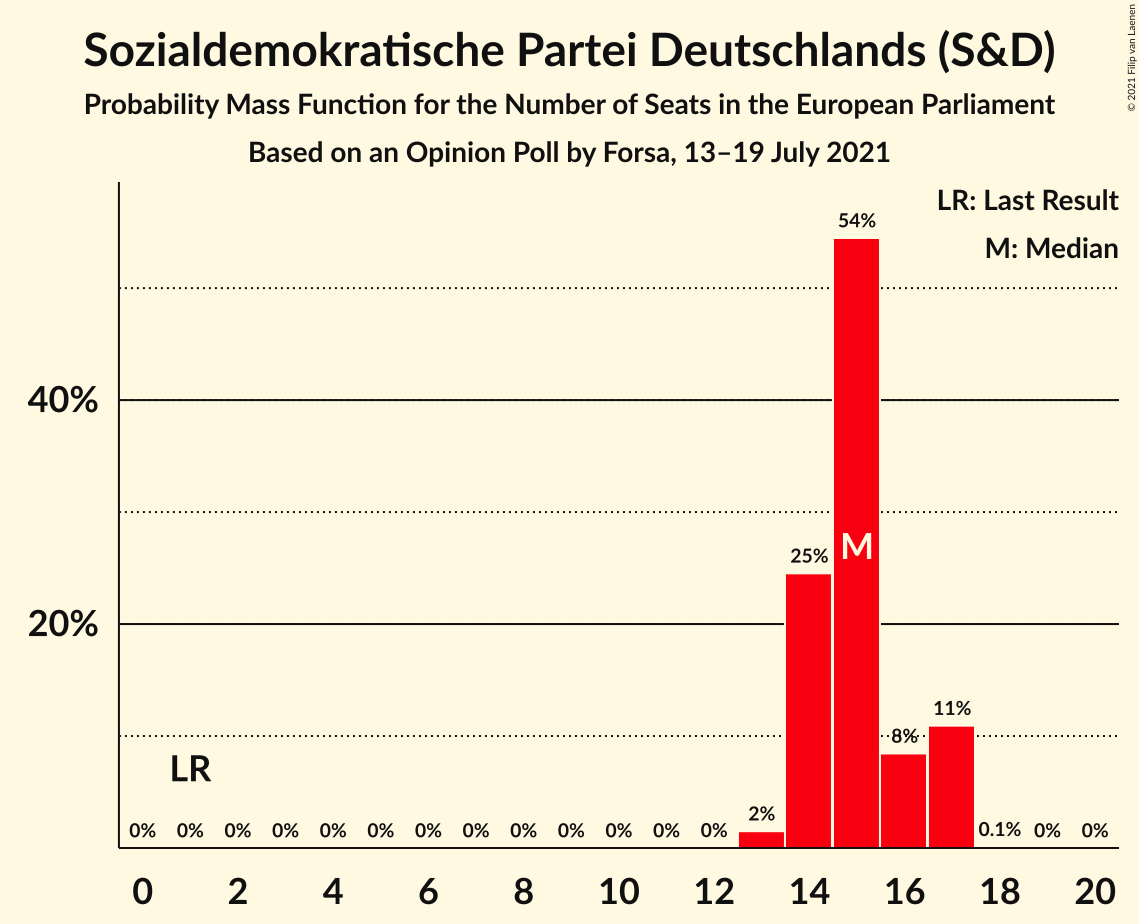 Sozialdemokratische Partei Deutschlands (S&D)
Probability Mass Function for the Number of Seats in the European Parliament
Based on an Opinion Poll by Forsa, 13–19 July 2021
© 2021 Filip van Laenen
LR: Last Result
M: Median
54%
40%
25%
M
20%
11%
8%
LR
2%
0% 0% 0% 0% 0% 0% 0% 0% 0% 0% 0% 0% 0% 0.1% 0% 0%
0 2 4 6 8 10 12 14 16 18 20